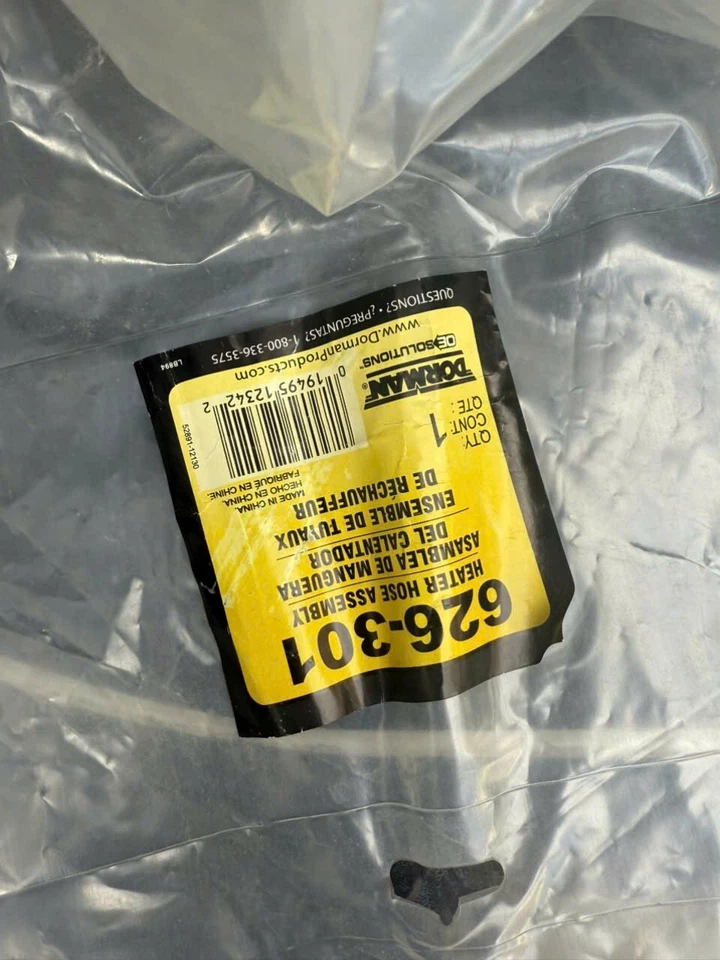 626-301
HEATER HOSE ASSEMBLY
ASAMBLEA DE MANGUERA
DEL CALENTADOR
ENSEMBLE DE TUYAUX
DE RÉCHAUFFEUR
MADE IN CHINA.
HECHO EN CHINA.
FABRIQUÉ EN CHINE.
QTY:
CONT: 1
QTE :
DORMAN®
OE SOLUTIONS™
0 19495 12342 2
52891-12130
www.DormanProducts.com
QUESTIONS? • ¿PREGUNTAS? 1-800-336-3575
LB894